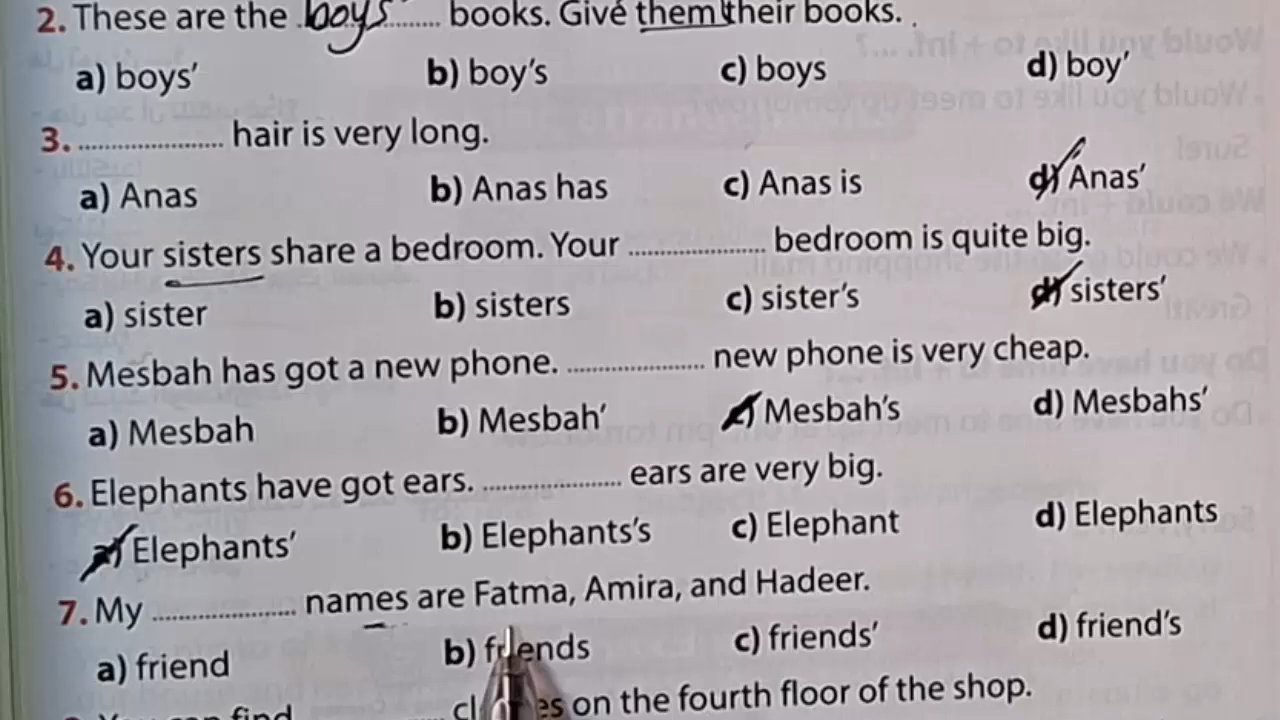 2. These are the boys' books. Give them their books.
a) boys' b) boy's c) boys d) boy'
3. .................... hair is very long.
a) Anas b) Anas has c) Anas is d) Anas'
4. Your sisters share a bedroom. Your .................... bedroom is quite big.
a) sister b) sisters c) sister's d) sisters'
5. Mesbah has got a new phone. .................... new phone is very cheap.
a) Mesbah b) Mesbah' c) Mesbah's d) Mesbahs'
6. Elephants have got ears. .................... ears are very big.
a) Elephants' b) Elephants's c) Elephant d) Elephants
7. My .................... names are Fatma, Amira, and Hadeer.
a) friend b) friends c) friends' d) friend's
find on the fourth floor of the shop.